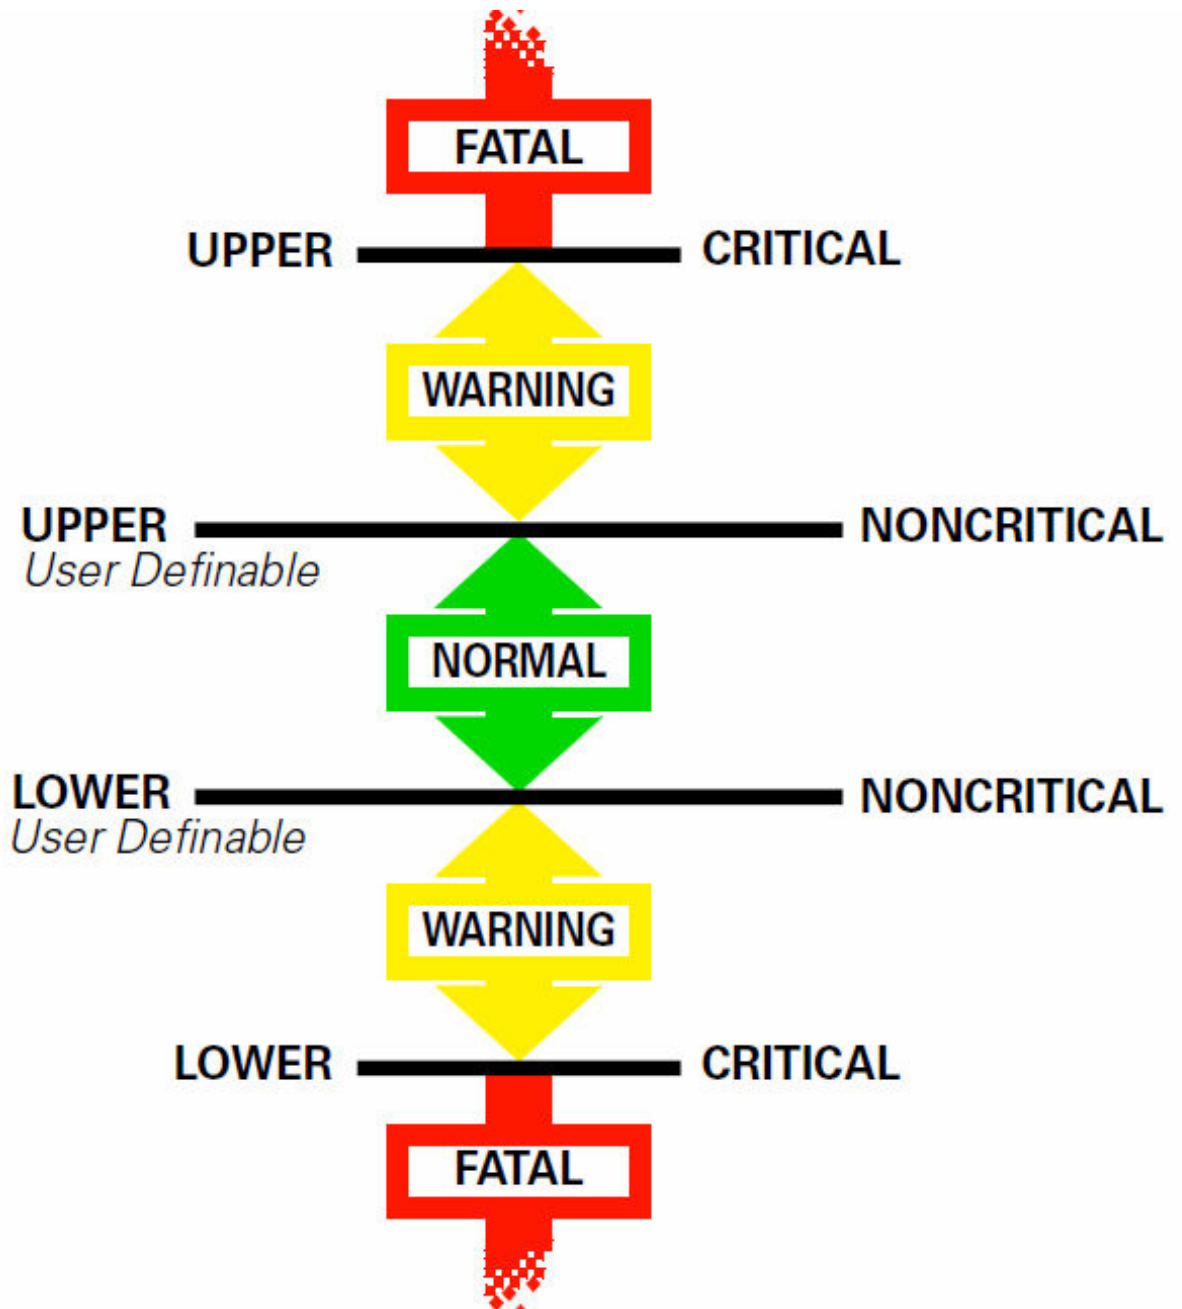 FATAL
UPPER CRITICAL
WARNING
UPPER NONCRITICAL
User Definable
NORMAL
LOWER NONCRITICAL
User Definable
WARNING
LOWER CRITICAL
FATAL